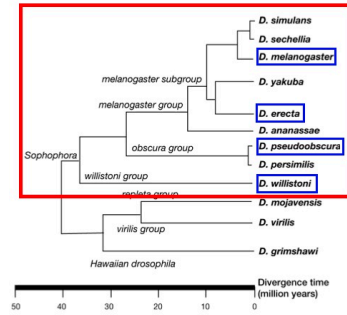 D. simulans
D. sechellia
D. melanogaster
melanogaster subgroup
D. yakuba
melanogaster group
D. erecta
D. ananassae
D. pseudoobscura
Sophophora
obscura group
D. persimilis
willistoni group
D. willistoni
repleta group
D. mojavensis
D. virilis
virilis group
D. grimshawi
Hawaiian drosophila
Divergence time
(million years)
50 40 30 20 10 0